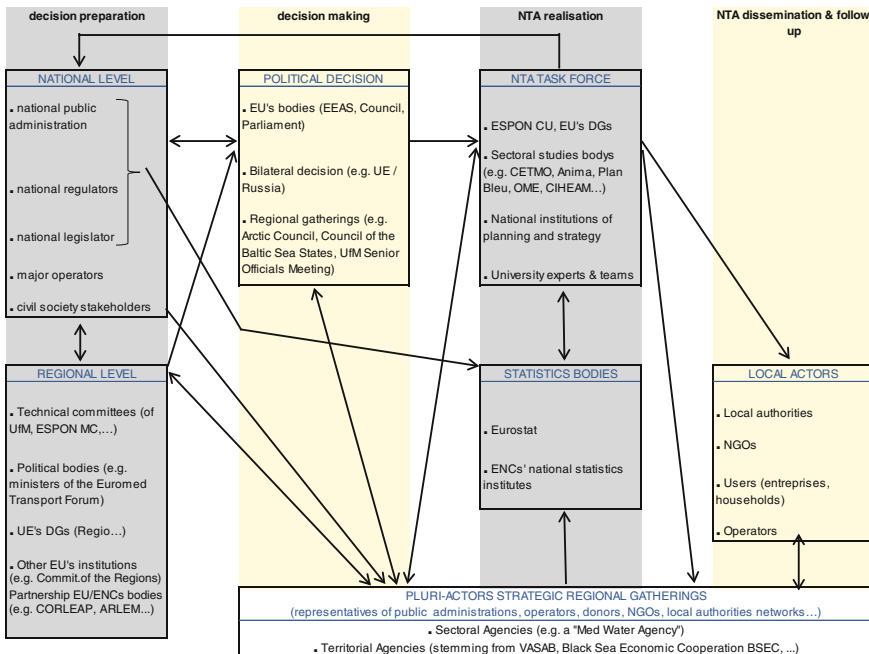 decision preparation
decision making
NTA realisation
NTA dissemination & follow
up
NATIONAL LEVEL
▪ national public
administration
▪ national regulators
▪ national legislator
▪ major operators
▪ civil society stakeholders
POLITICAL DECISION
▪ EU's bodies (EEAS, Council,
Parliament)
▪ Bilateral decision (e.g. UE /
Russia)
▪ Regional gatherings (e.g.
Arctic Council, Council of the
Baltic Sea States, UfM Senior
Officials Meeting)
NTA TASK FORCE
▪ ESPON CU, EU's DGs
▪ Sectoral studies bodys
(e.g. CETMO, Anima, Plan
Bleu, OME, CIHEAM…)
▪ National institutions of
planning and strategy
▪ University experts & teams
REGIONAL LEVEL
▪ Technical committees (of
UfM, ESPON MC,…)
▪ Political bodies (e.g.
ministers of the Euromed
Transport Forum)
▪ UE's DGs (Regio…)
▪ Other EU's institutions
(e.g. Commit.of the Regions)
Partnership EU/ENCs bodies
(e.g. CORLEAP, ARLEM...)
STATISTICS BODIES
▪ Eurostat
▪ ENCs' national statistics
institutes
LOCAL ACTORS
▪ Local authorities
▪ NGOs
▪ Users (entreprises,
households)
▪ Operators
PLURI-ACTORS STRATEGIC REGIONAL GATHERINGS
(representatives of public administrations, operators, donors, NGOs, local authorities networks…)
▪ Sectoral Agencies (e.g. a "Med Water Agency")
▪ Territorial Agencies (stemming from VASAB, Black Sea Economic Cooperation BSEC, ...)